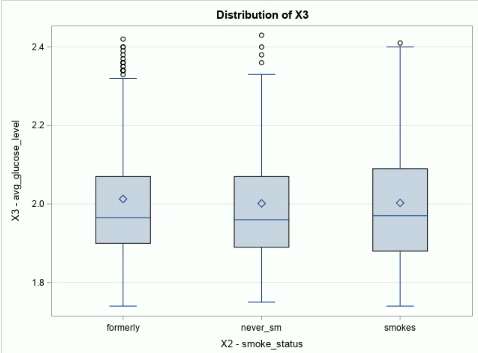 Distribution of X3
X3 - avg_glucose_level
2.4
2.2
2.0
1.8
formerly
never_sm
smokes
X2 - smoke_status